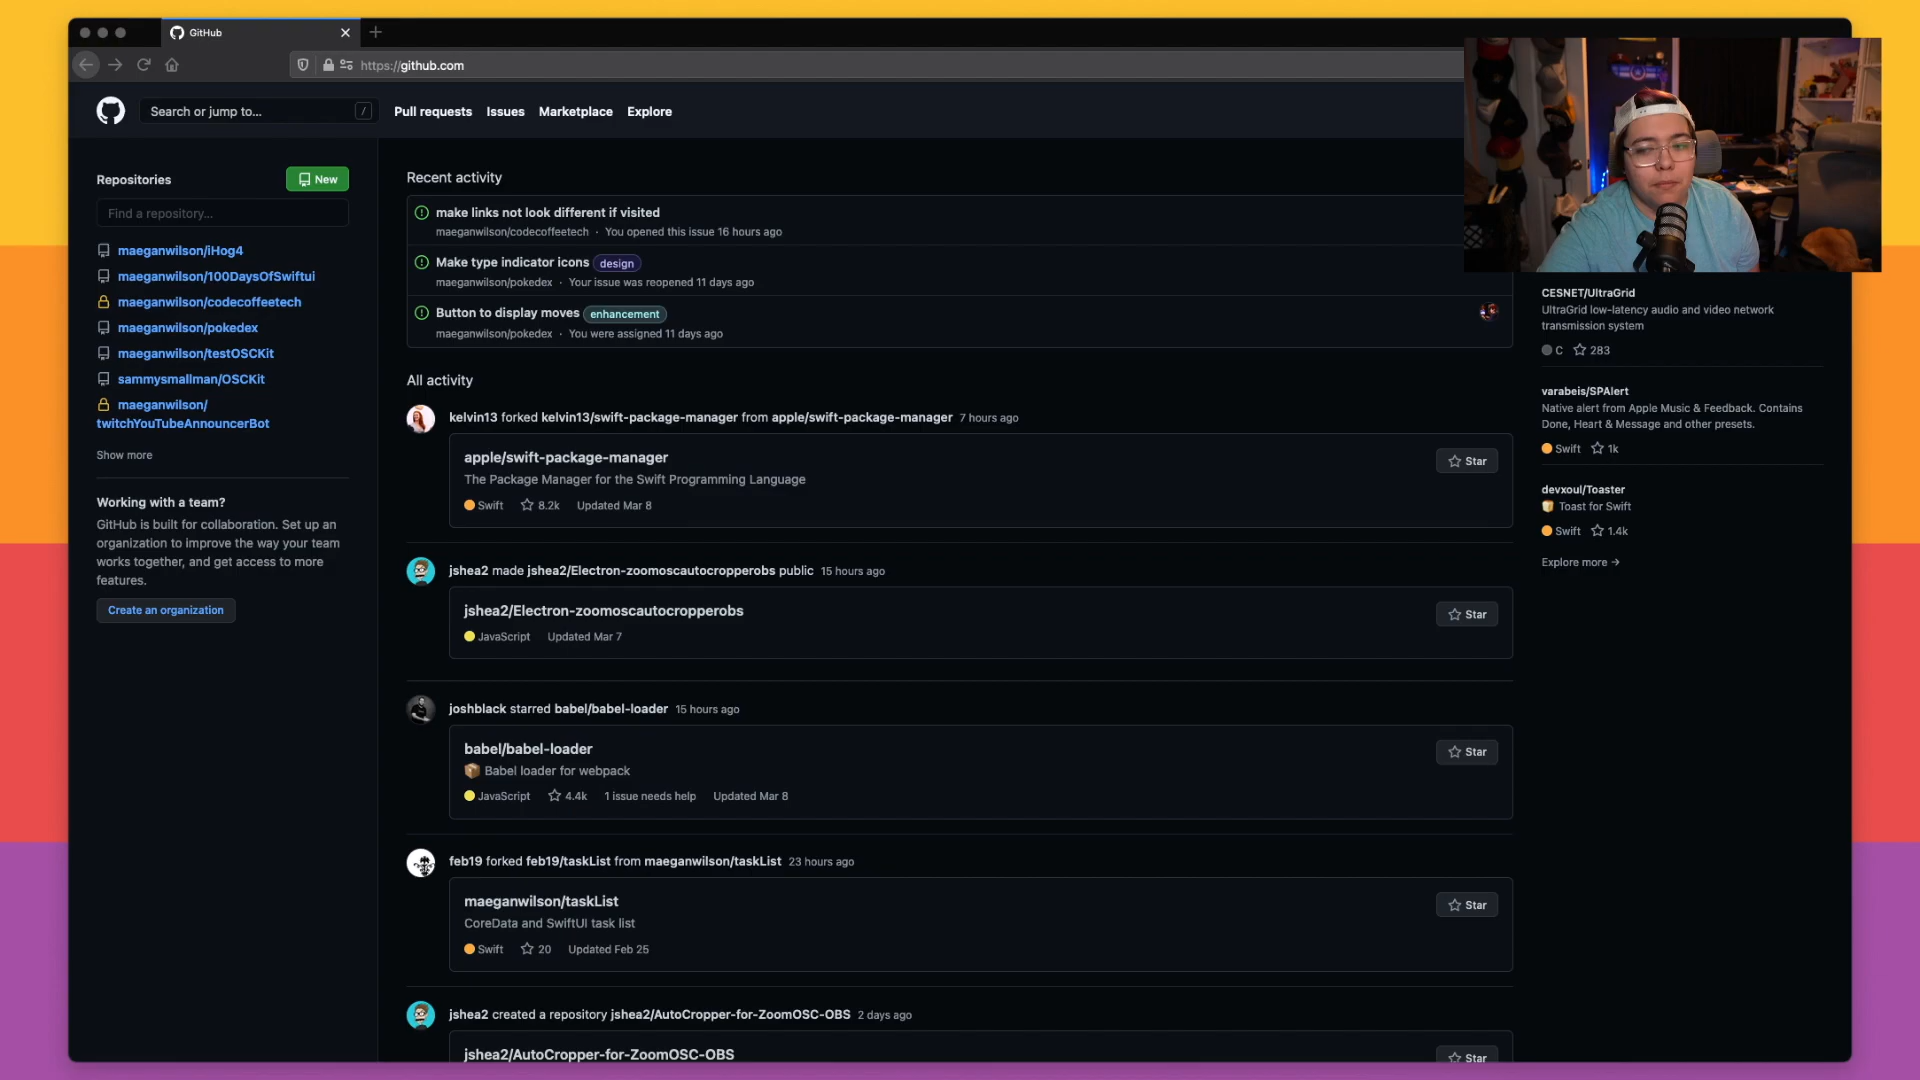 GitHub
https://github.com
Search or jump to... /
Pull requests Issues Marketplace Explore
Repositories
New
Find a repository...
maeganwilson/iHog4
maeganwilson/100DaysOfSwiftui
maeganwilson/codecoffeetech
maeganwilson/pokedex
maeganwilson/testOSCKit
sammysmallman/OSCKit
maeganwilson/
twitchYouTubeAnnouncerBot
Show more
Working with a team?
GitHub is built for collaboration. Set up an
organization to improve the way your team
works together, and get access to more
features.
Create an organization
Recent activity
make links not look different if visited
maeganwilson/codecoffeetech · You opened this issue 16 hours ago
Make type indicator icons design
maeganwilson/pokedex · Your issue was reopened 11 days ago
Button to display moves enhancement
maeganwilson/pokedex · You were assigned 11 days ago
All activity
kelvin13 forked kelvin13/swift-package-manager from apple/swift-package-manager 7 hours ago
apple/swift-package-manager
Star
The Package Manager for the Swift Programming Language
Swift 8.2k Updated Mar 8
jshea2 made jshea2/Electron-zoomoscautocropperobs public 15 hours ago
jshea2/Electron-zoomoscautocropperobs
Star
JavaScript Updated Mar 7
joshblack starred babel/babel-loader 15 hours ago
babel/babel-loader
Star
📦 Babel loader for webpack
JavaScript 4.4k 1 issue needs help Updated Mar 8
feb19 forked feb19/taskList from maeganwilson/taskList 23 hours ago
maeganwilson/taskList
Star
CoreData and SwiftUI task list
Swift 20 Updated Feb 25
jshea2 created a repository jshea2/AutoCropper-for-ZoomOSC-OBS 2 days ago
jshea2/AutoCropper-for-ZoomOSC-OBS
Star
CESNET/UltraGrid
UltraGrid low-latency audio and video network
transmission system
C 283
varabeis/SPAlert
Native alert from Apple Music & Feedback. Contains
Done, Heart & Message and other presets.
Swift 1k
devxoul/Toaster
🍞 Toast for Swift
Swift 1.4k
Explore more →